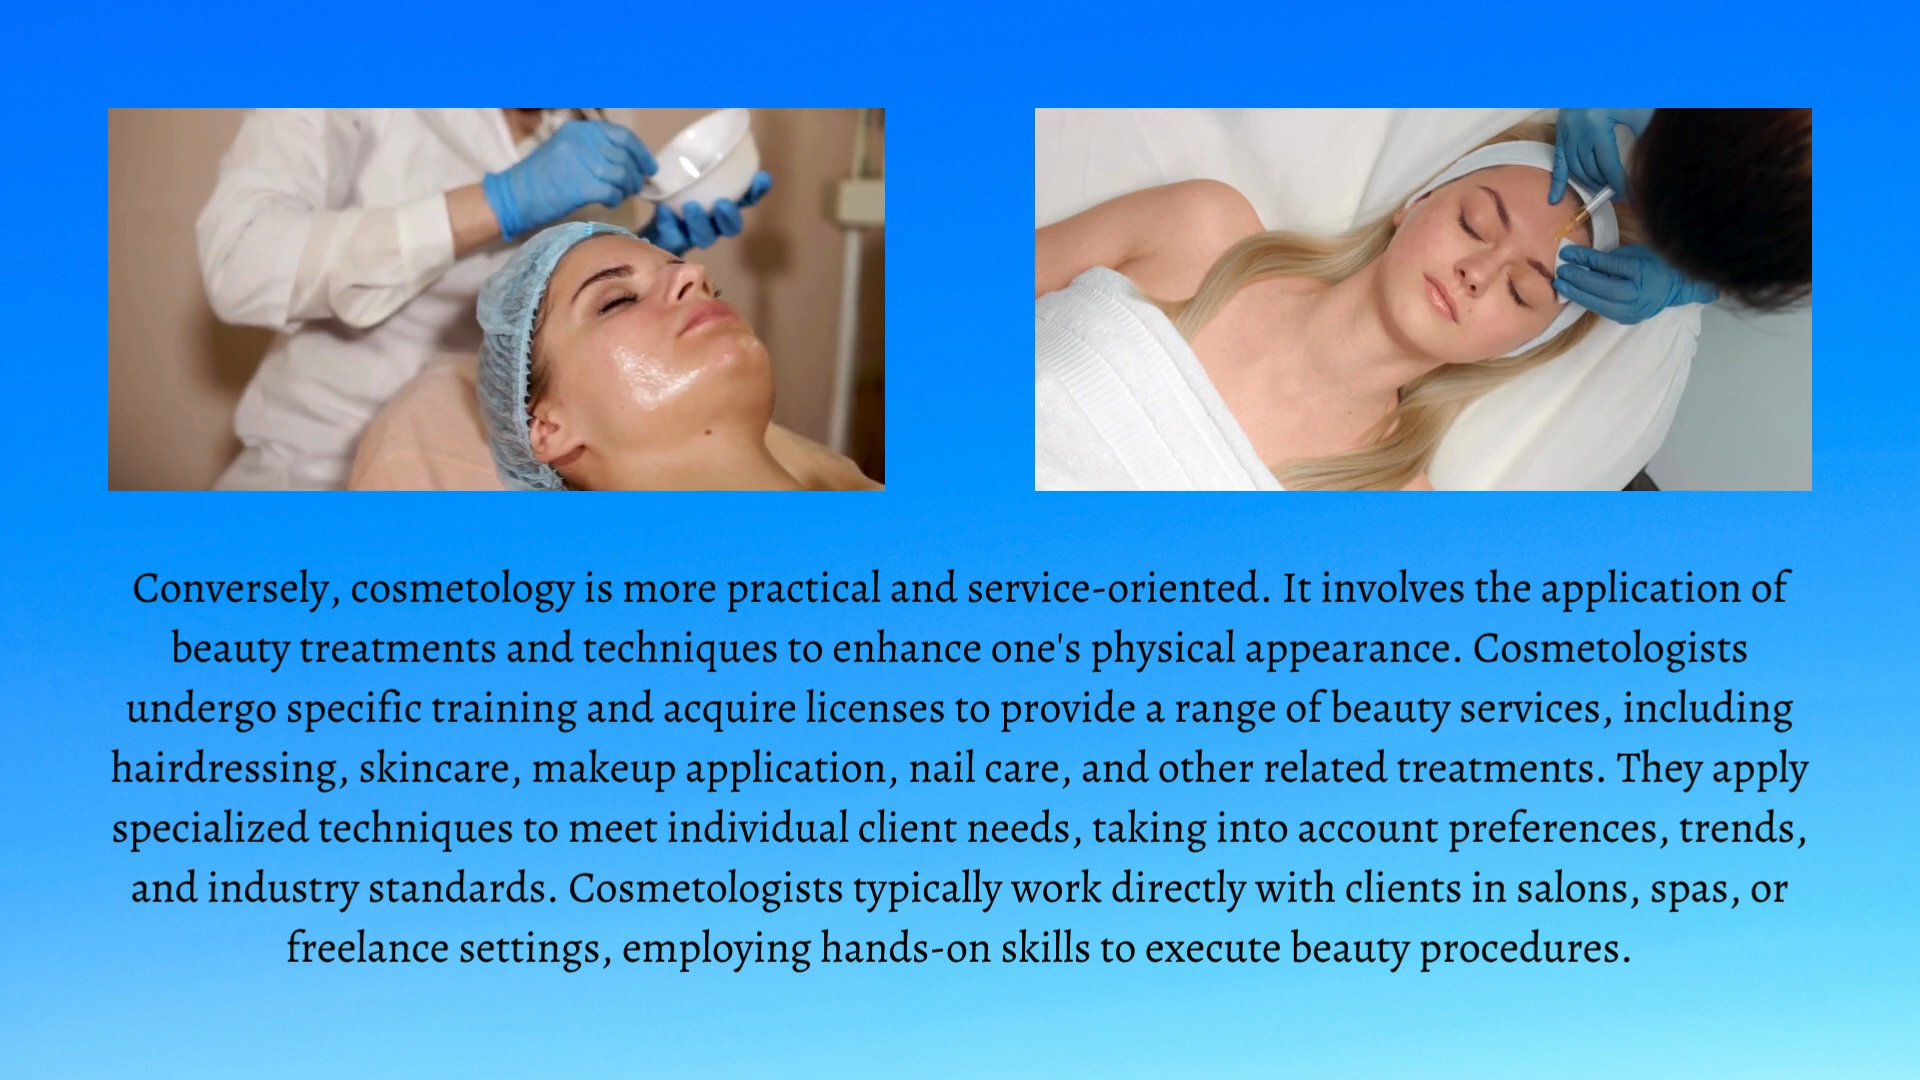 Conversely, cosmetology is more practical and service-oriented. It involves the application of
beauty treatments and techniques to enhance one's physical appearance. Cosmetologists
undergo specific training and acquire licenses to provide a range of beauty services, including
hairdressing, skincare, makeup application, nail care, and other related treatments. They apply
specialized techniques to meet individual client needs, taking into account preferences, trends,
and industry standards. Cosmetologists typically work directly with clients in salons, spas, or
freelance settings, employing hands-on skills to execute beauty procedures.